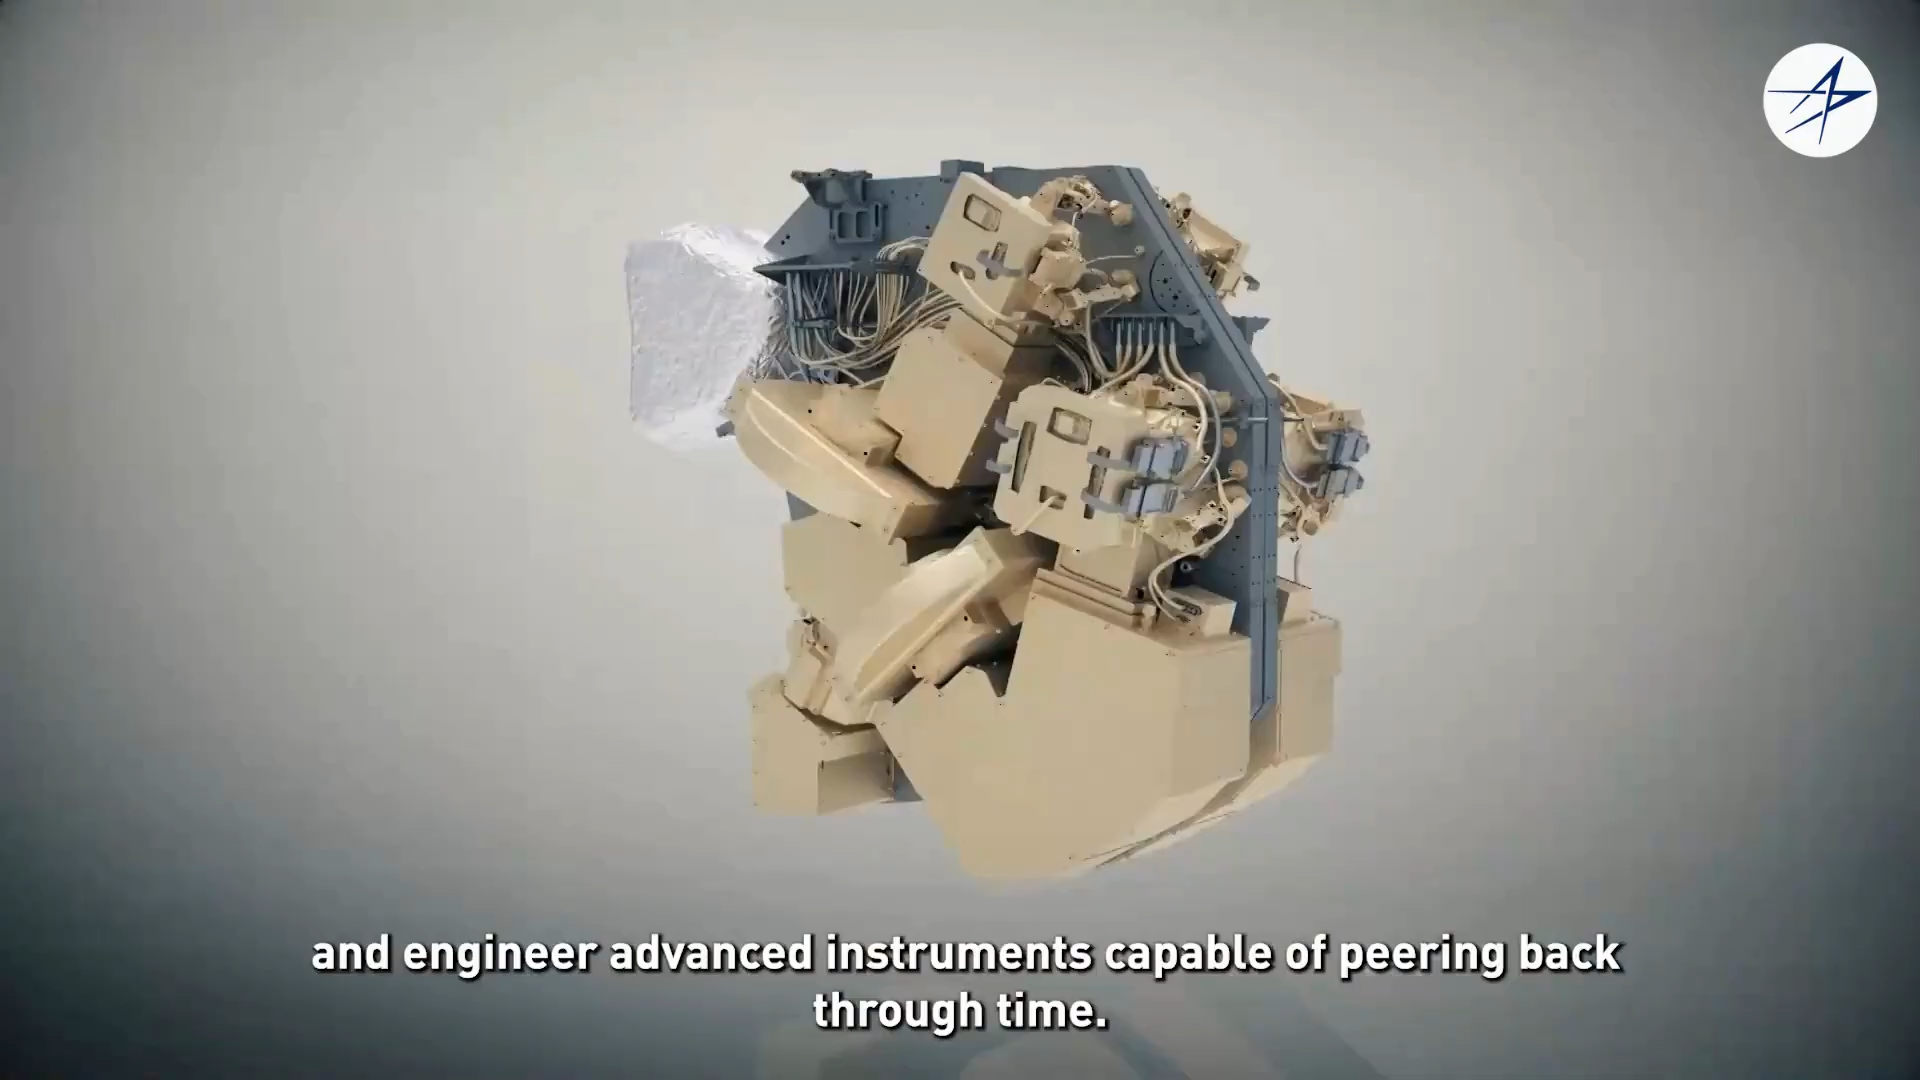 and engineer advanced instruments capable of peering back
through time.